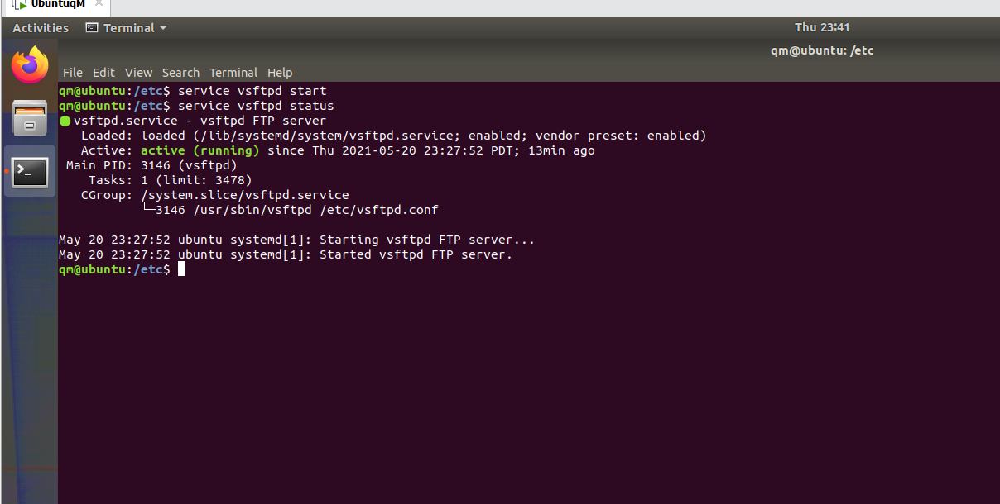 UbuntuqM
Activities Terminal Thu 23:41
qm@ubuntu: /etc
File Edit View Search Terminal Help
qm@ubuntu:/etc$ service vsftpd start
qm@ubuntu:/etc$ service vsftpd status
● vsftpd.service - vsftpd FTP server
   Loaded: loaded (/lib/systemd/system/vsftpd.service; enabled; vendor preset: enabled)
   Active: active (running) since Thu 2021-05-20 23:27:52 PDT; 13min ago
 Main PID: 3146 (vsftpd)
    Tasks: 1 (limit: 3478)
   CGroup: /system.slice/vsftpd.service
           └─3146 /usr/sbin/vsftpd /etc/vsftpd.conf
May 20 23:27:52 ubuntu systemd[1]: Starting vsftpd FTP server...
May 20 23:27:52 ubuntu systemd[1]: Started vsftpd FTP server.
qm@ubuntu:/etc$